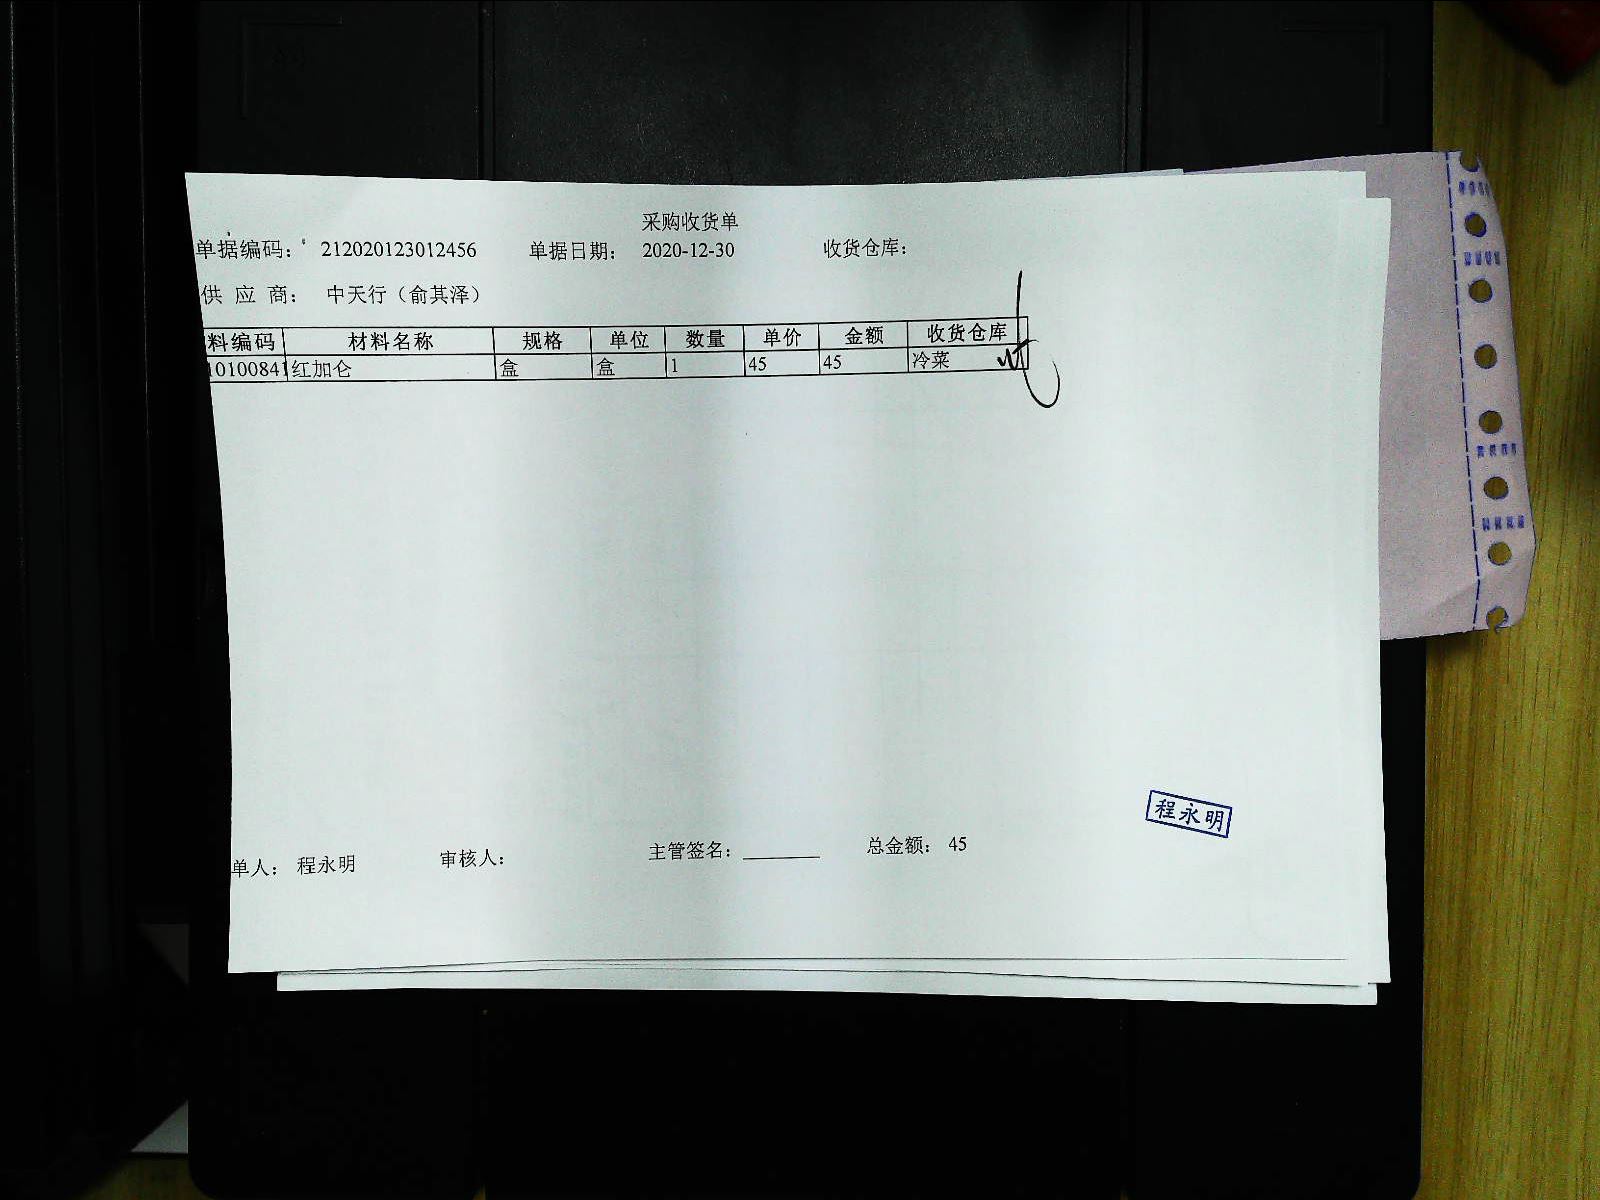 采购收货单
单据编码: 212020123012456 单据日期: 2020-12-30 收货仓库:
供 应 商: 中天行（俞其泽）
料编码 材料名称 规格 单位 数量 单价 金额 收货仓库
10100841 红加仑 盒 盒 1 45 45 冷菜
程永明
单人: 程永明 审核人: 主管签名: ________ 总金额: 45